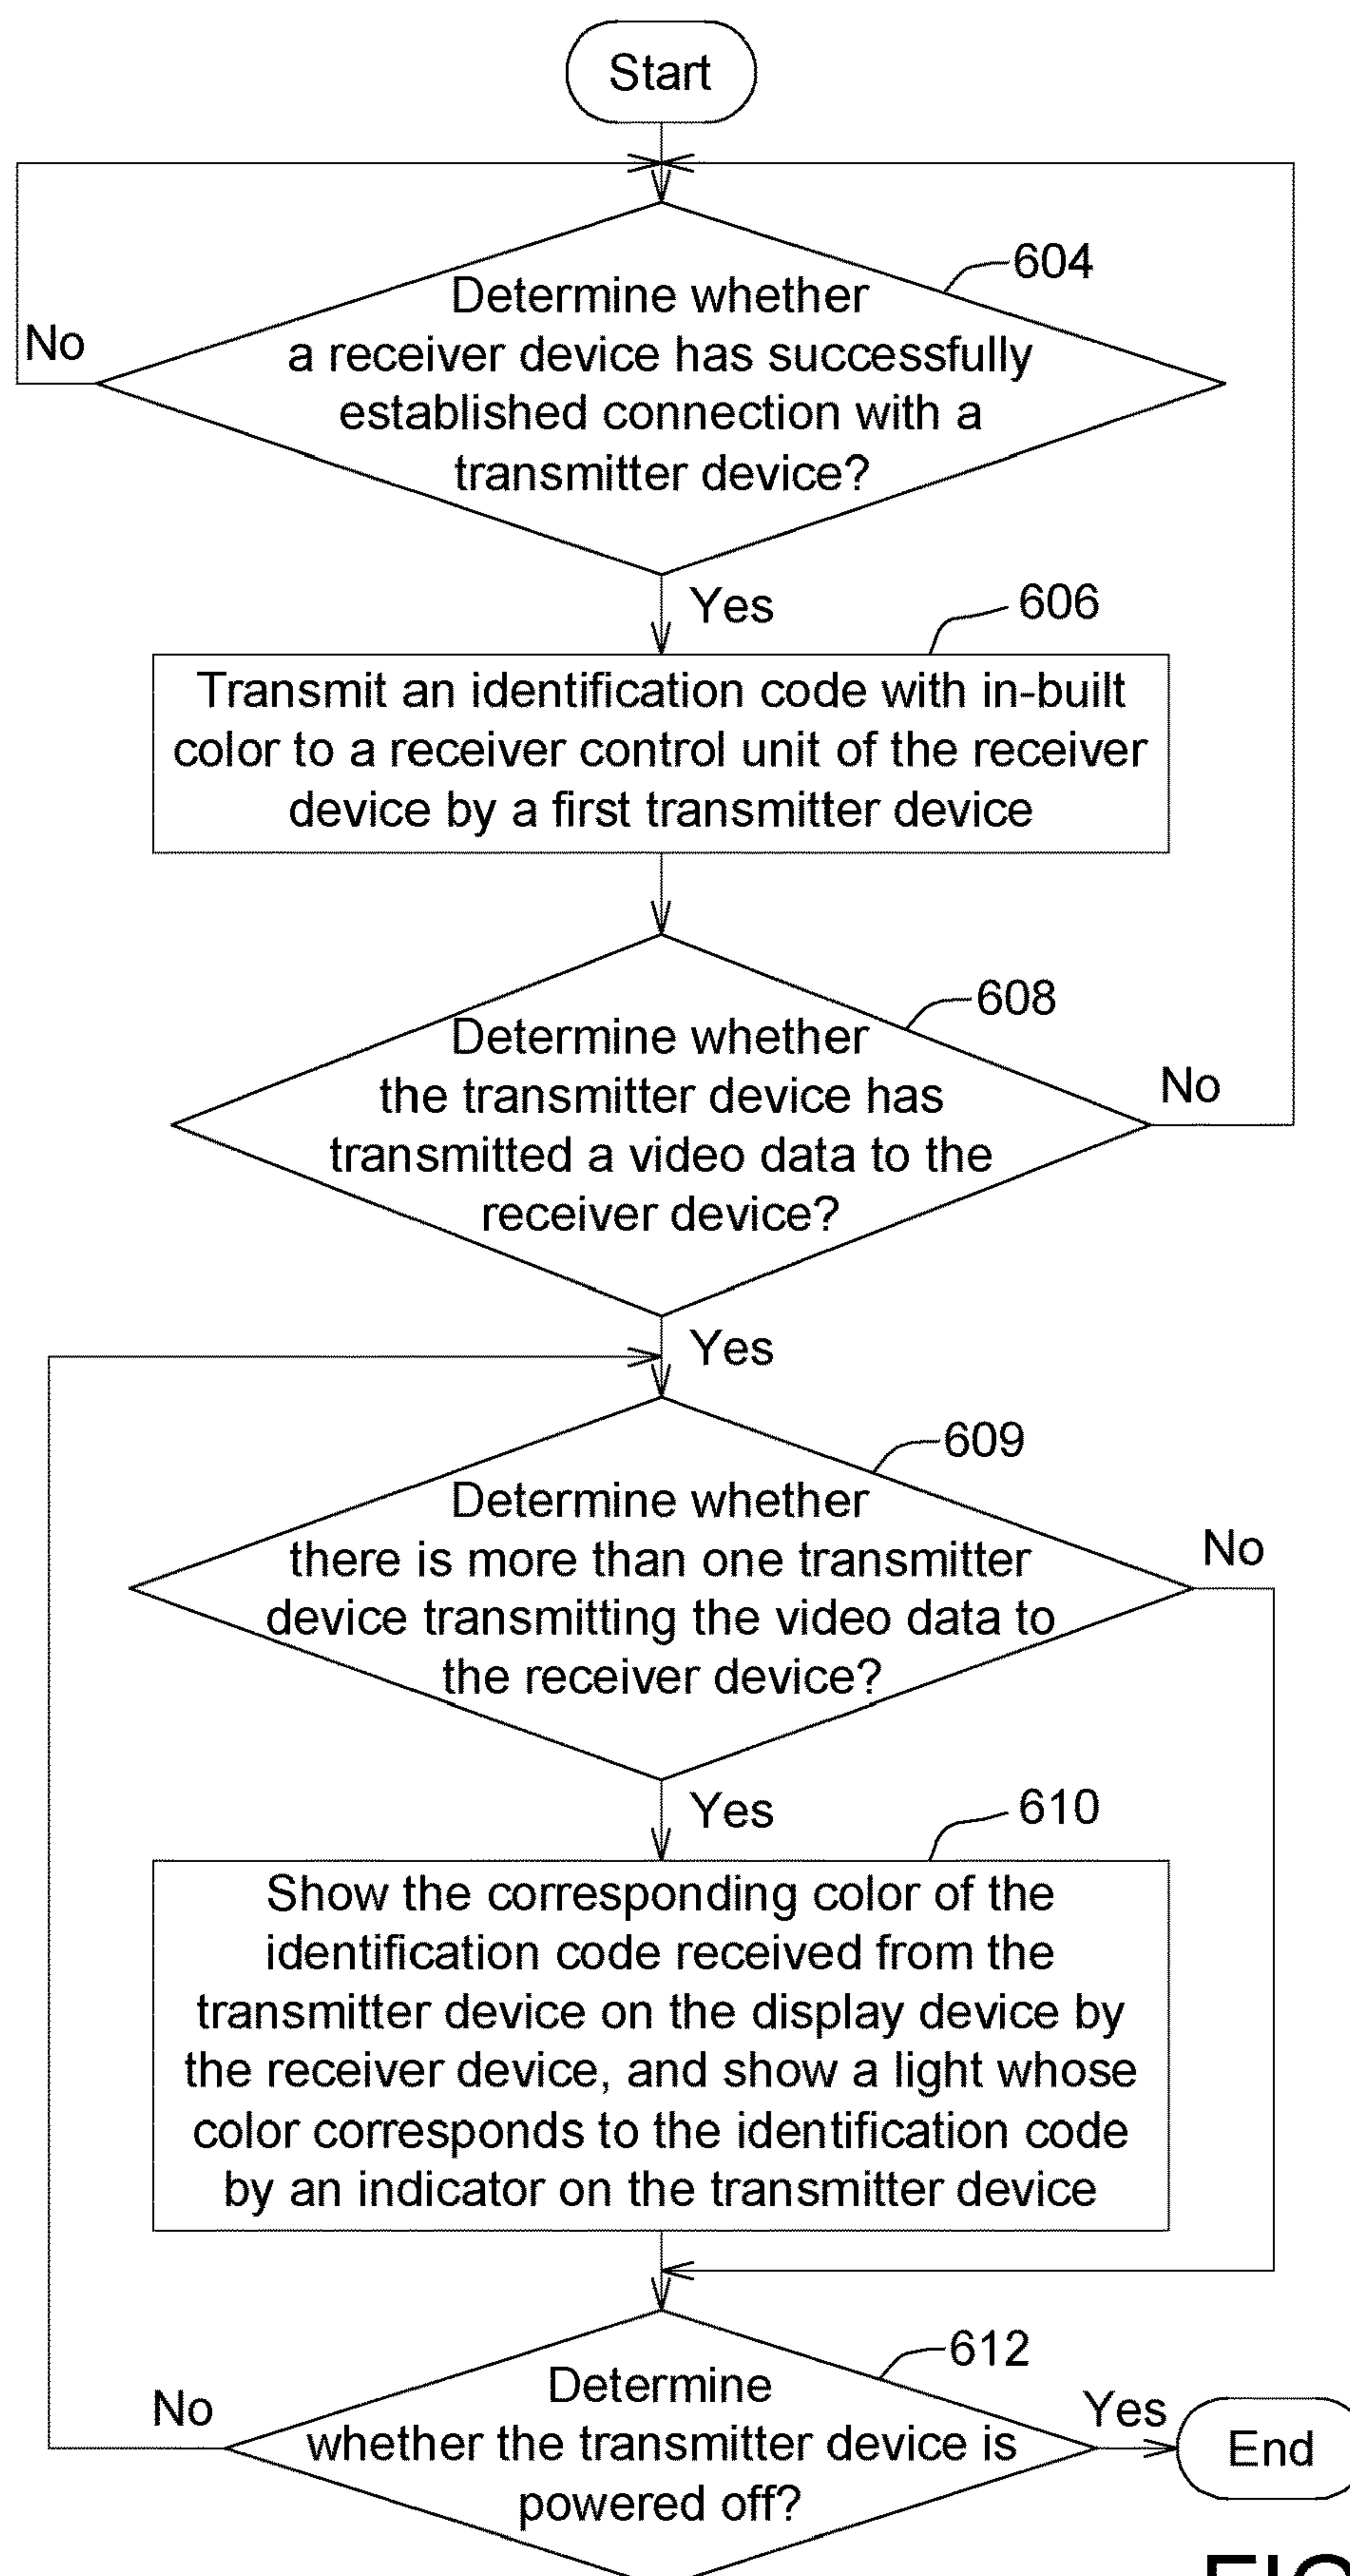 Start
604
Determine whether
a receiver device has successfully
established connection with a
transmitter device?
No
Yes
606
Transmit an identification code with in-built
color to a receiver control unit of the receiver
device by a first transmitter device
608
Determine whether
the transmitter device has
transmitted a video data to the
receiver device?
No
Yes
609
Determine whether
there is more than one transmitter
device transmitting the video data to
the receiver device?
No
Yes
610
Show the corresponding color of the
identification code received from the
transmitter device on the display device by
the receiver device, and show a light whose
color corresponds to the identification code
by an indicator on the transmitter device
612
Determine
whether the transmitter device is
powered off?
No
Yes
End